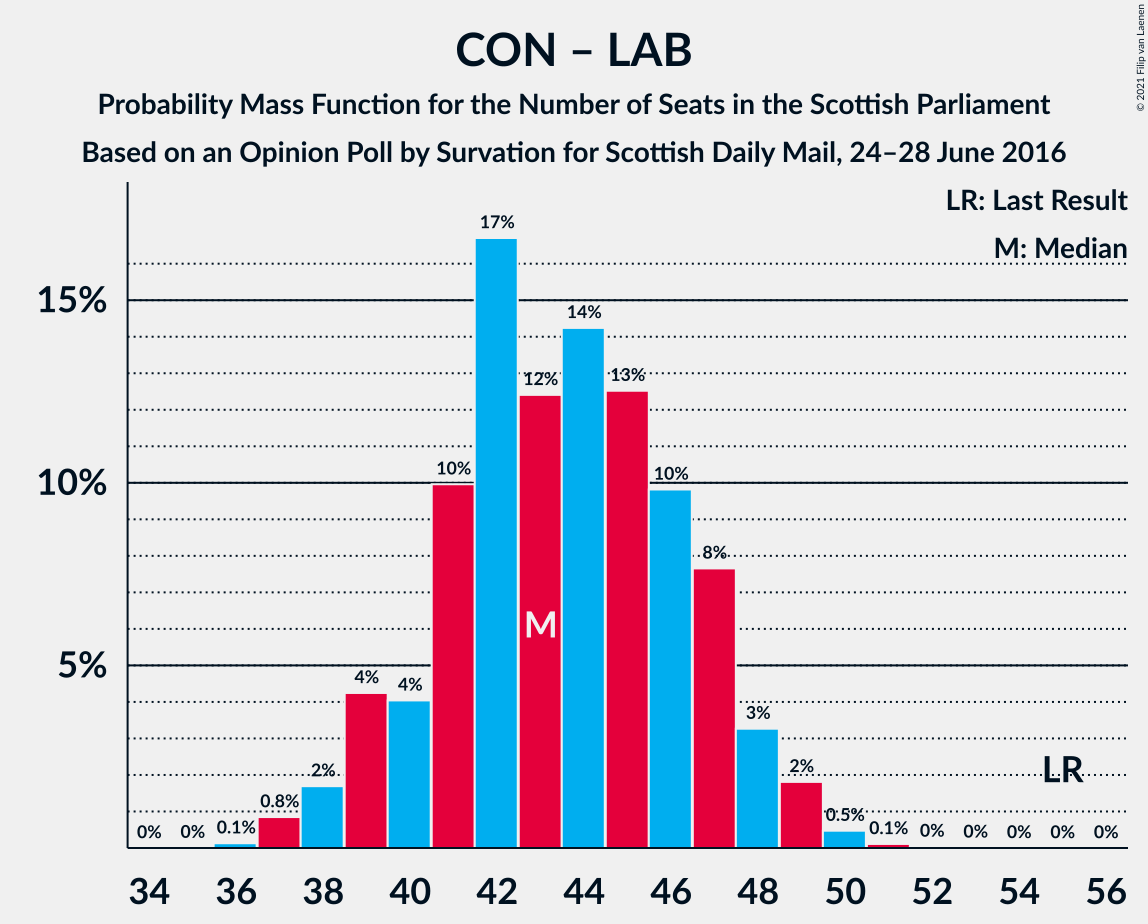 CON – LAB
Probability Mass Function for the Number of Seats in the Scottish Parliament
Based on an Opinion Poll by Survation for Scottish Daily Mail, 24–28 June 2016
© 2021 Filip van Laenen
LR: Last Result
M: Median
15%
10%
5%
0% 0% 0.1% 0.8% 2% 4% 4% 10% 17% 12% 14% 13% 10% 8% 3% 2% 0.5% 0.1% 0% 0% 0% 0% 0%
M
LR
34 36 38 40 42 44 46 48 50 52 54 56